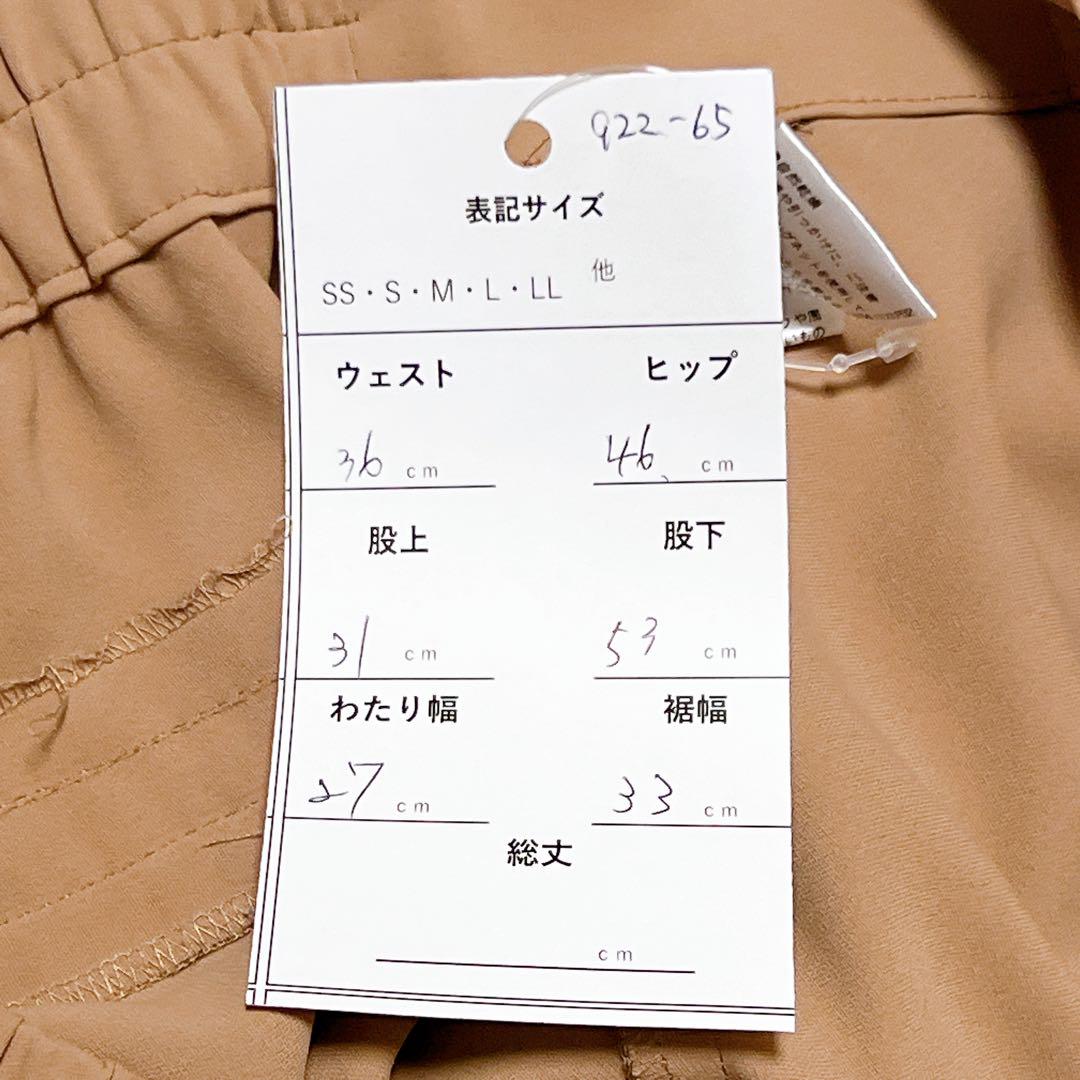 922-65
表記サイズ
SS・S・M・L・LL 他
ウェスト ヒップ
36 cm 46 cm
股上 股下
31 cm 53 cm
わたり幅 裾幅
27 cm 33 cm
総丈
cm